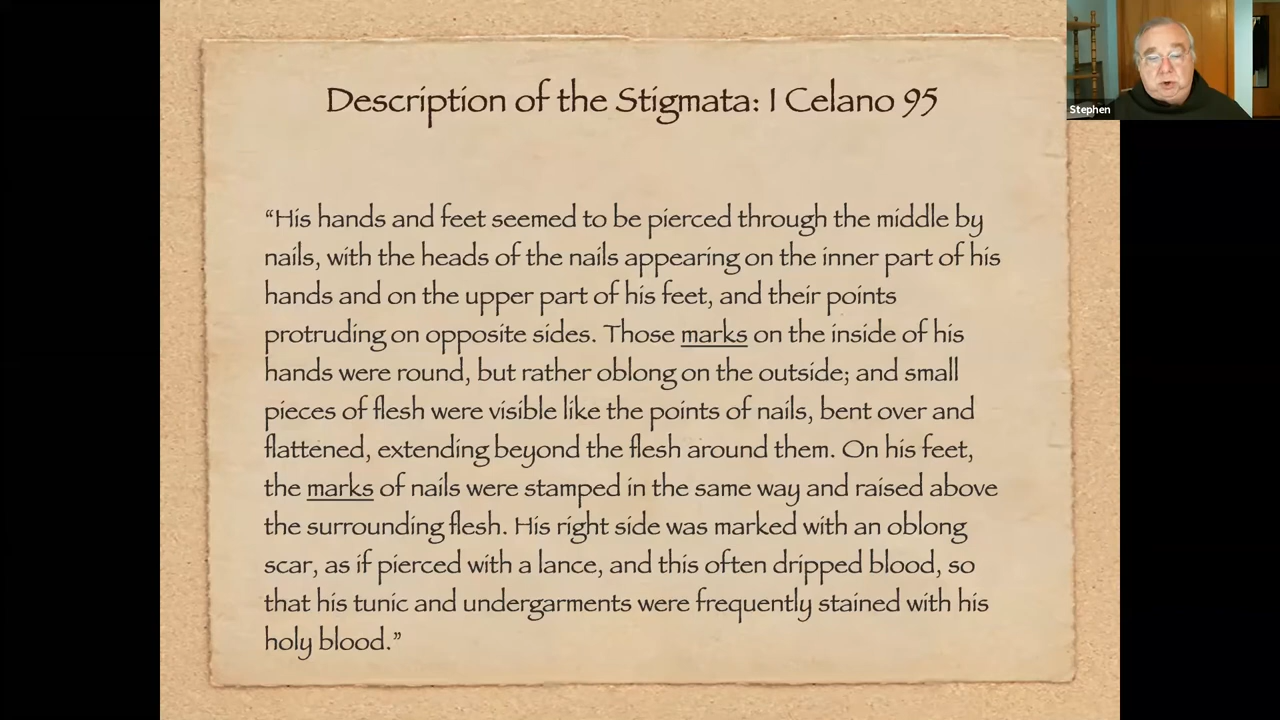 Description of the Stigmata: I Celano 95
Stephen
“His hands and feet seemed to be pierced through the middle by
nails, with the heads of the nails appearing on the inner part of his
hands and on the upper part of his feet, and their points
protruding on opposite sides. Those marks on the inside of his
hands were round, but rather oblong on the outside; and small
pieces of flesh were visible like the points of nails, bent over and
flattened, extending beyond the flesh around them. On his feet,
the marks of nails were stamped in the same way and raised above
the surrounding flesh. His right side was marked with an oblong
scar, as if pierced with a lance, and this often dripped blood, so
that his tunic and undergarments were frequently stained with his
holy blood.”